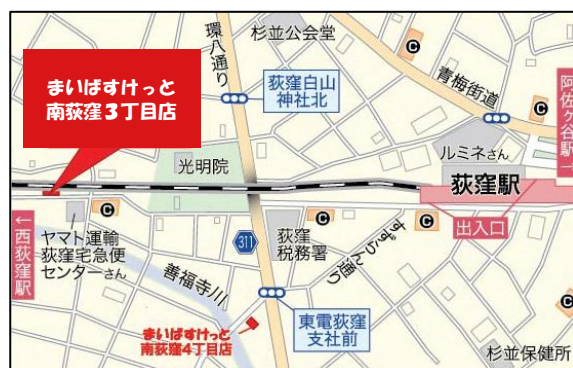 環八通り
杉並公会堂
まいばすけっと
南荻窪3丁目店
荻窪白山
神社北
青梅街道
阿佐ヶ谷駅→
ルミネさん
光明院
荻窪駅
出入口
←西荻窪駅
ヤマト運輸
荻窪宅急便
センターさん
311
荻窪
税務署
すずらん通り
善福寺川
まいばすけっと
南荻窪4丁目店
東電荻窪
支社前
杉並保健所
C
C
C
C
C
C
C